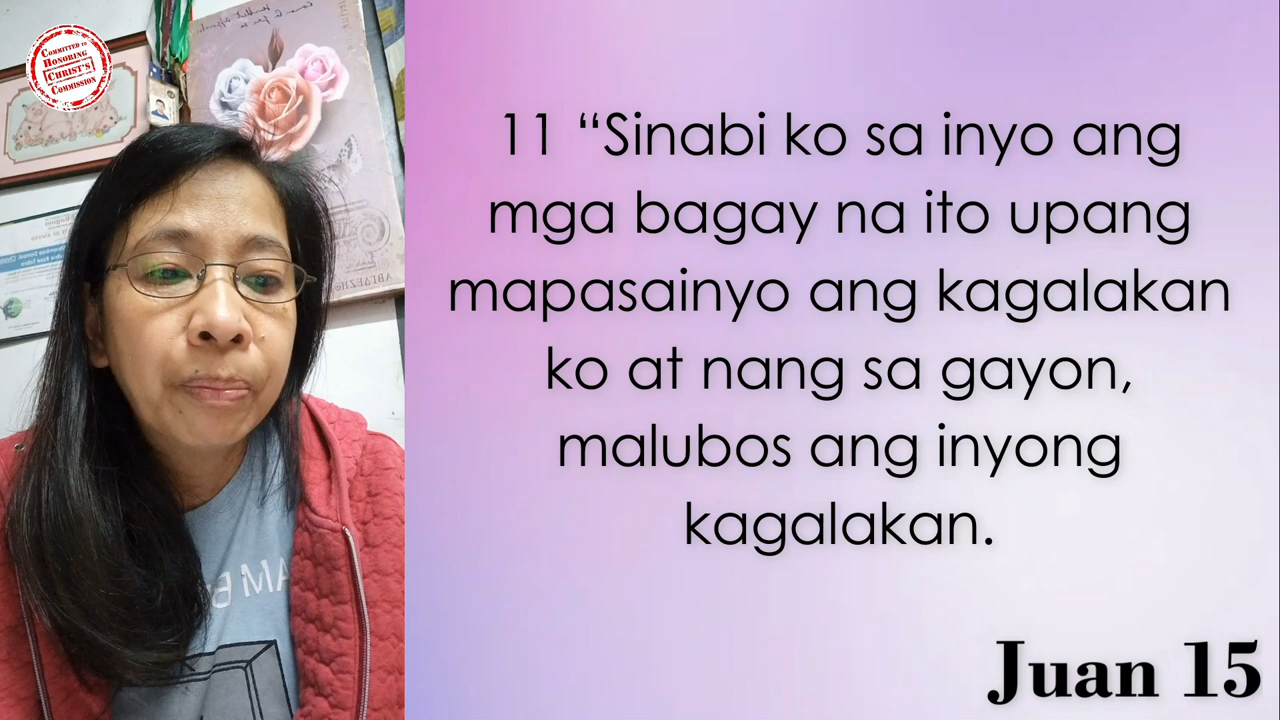 COMMITTED TO
HONORING
CHRIST'S
COMMISSION
11 “Sinabi ko sa inyo ang
mga bagay na ito upang
mapasainyo ang kagalakan
ko at nang sa gayon,
malubos ang inyong
kagalakan.
Juan 15